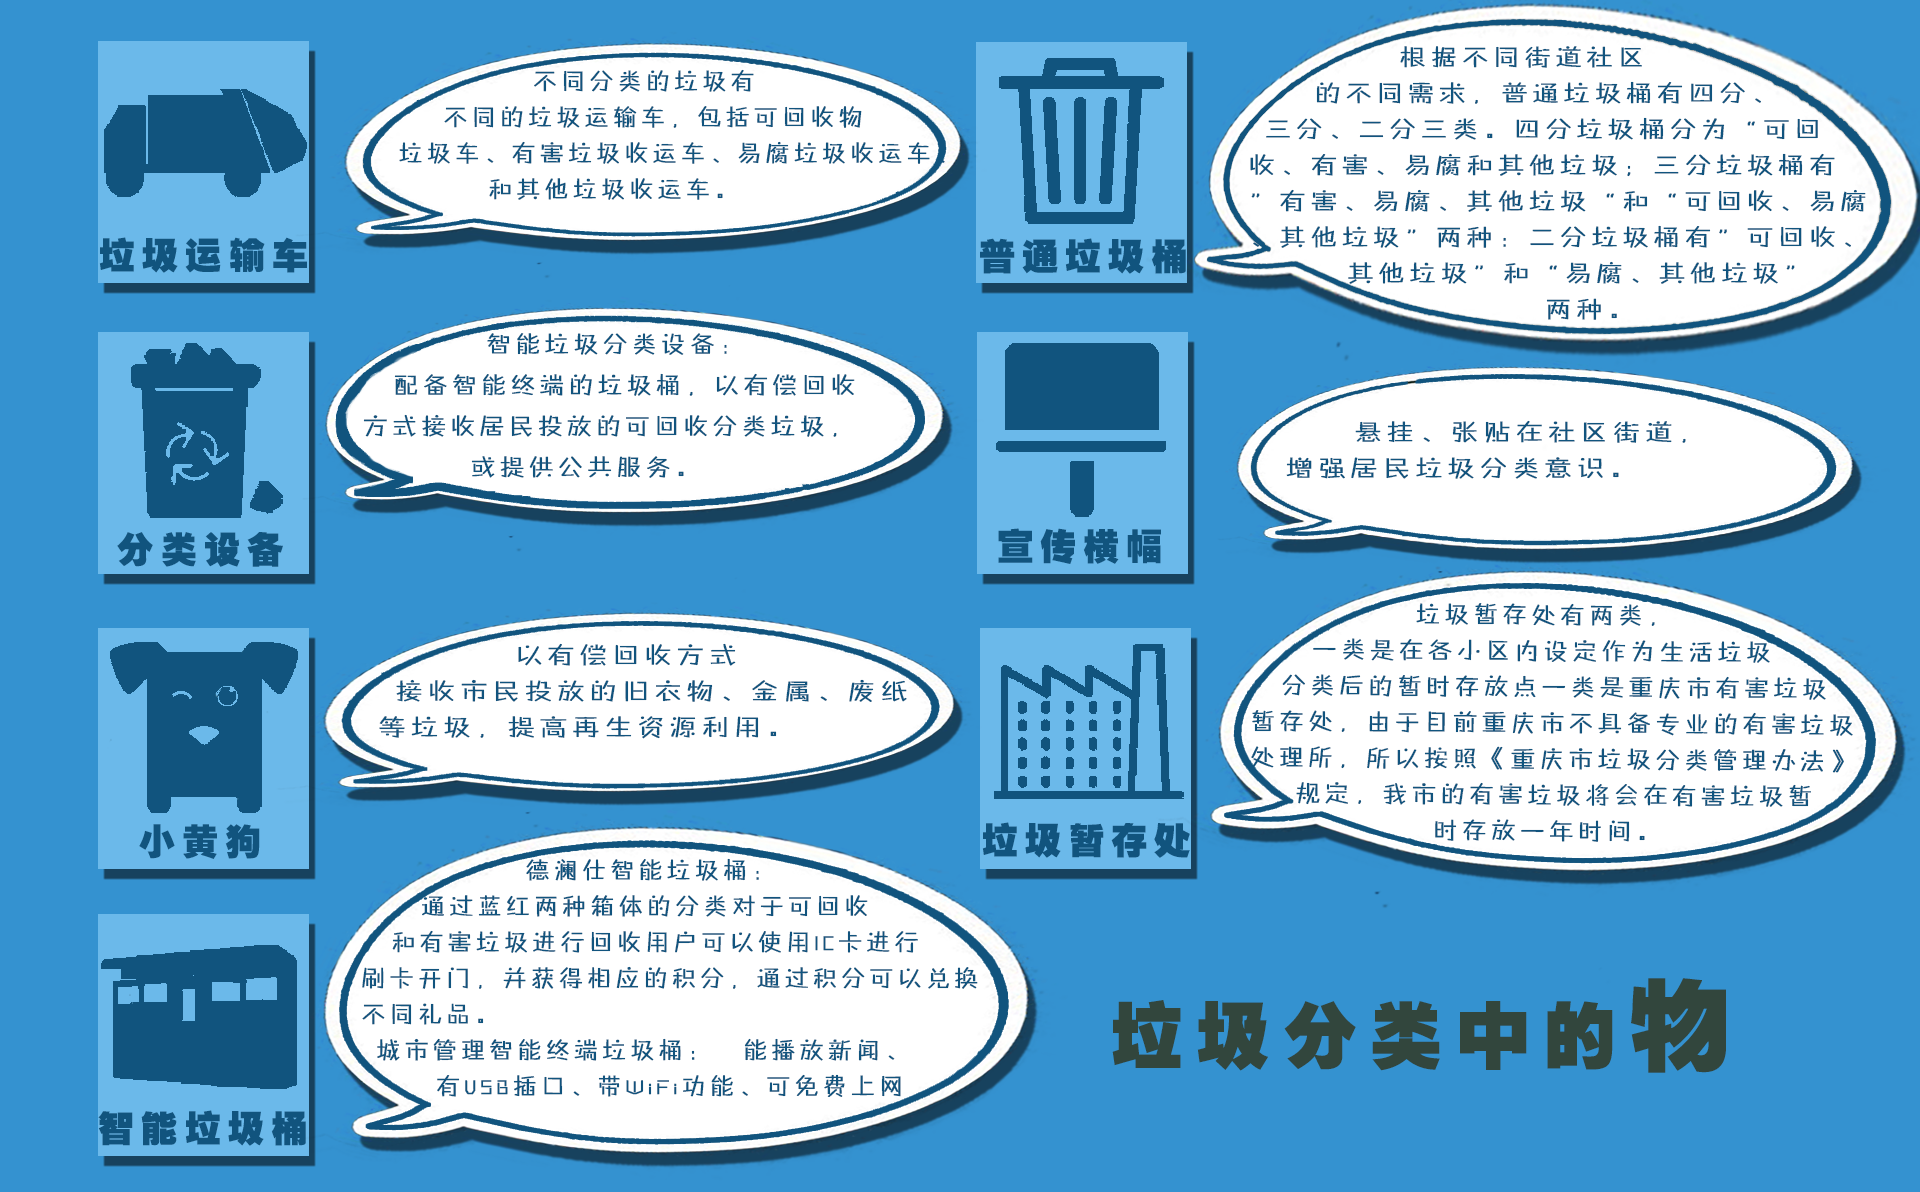 垃圾运输车
不同分类的垃圾有
不同的垃圾运输车，包括可回收物
垃圾车、有害垃圾收运车、易腐垃圾收运车
和其他垃圾收运车。
分类设备
智能垃圾分类设备：
配备智能终端的垃圾桶，以有偿回收
方式接收居民投放的可回收分类垃圾，
或提供公共服务。
小黄狗
以有偿回收方式
接收市民投放的旧衣物、金属、废纸
等垃圾，提高再生资源利用。
智能垃圾桶
德澜仕智能垃圾桶：
通过蓝红两种箱体的分类对于可回收
和有害垃圾进行回收用户可以使用IC卡进行
刷卡开门，并获得相应的积分，通过积分可以兑换
不同礼品。
城市管理智能终端垃圾桶： 能播放新闻、
有USB插口、带WiFi功能、可免费上网
普通垃圾桶
根据不同街道社区
的不同需求，普通垃圾桶有四分、
三分、二分三类。四分垃圾桶分为“可回
收、有害、易腐和其他垃圾；三分垃圾桶有
”有害、易腐、其他垃圾“和“可回收、易腐
、其他垃圾”两种；二分垃圾桶有”可回收、
其他垃圾”和“易腐、其他垃圾”
两种。
宣传横幅
悬挂、张贴在社区街道，
增强居民垃圾分类意识。
垃圾暂存处
垃圾暂存处有两类，
一类是在各小区内设定作为生活垃圾
分类后的暂时存放点一类是重庆市有害垃圾
暂存处，由于目前重庆市不具备专业的有害垃圾
处理所，所以按照《重庆市垃圾分类管理办法》
规定，我市的有害垃圾将会在有害垃圾暂
时存放一年时间。
垃圾分类中的物